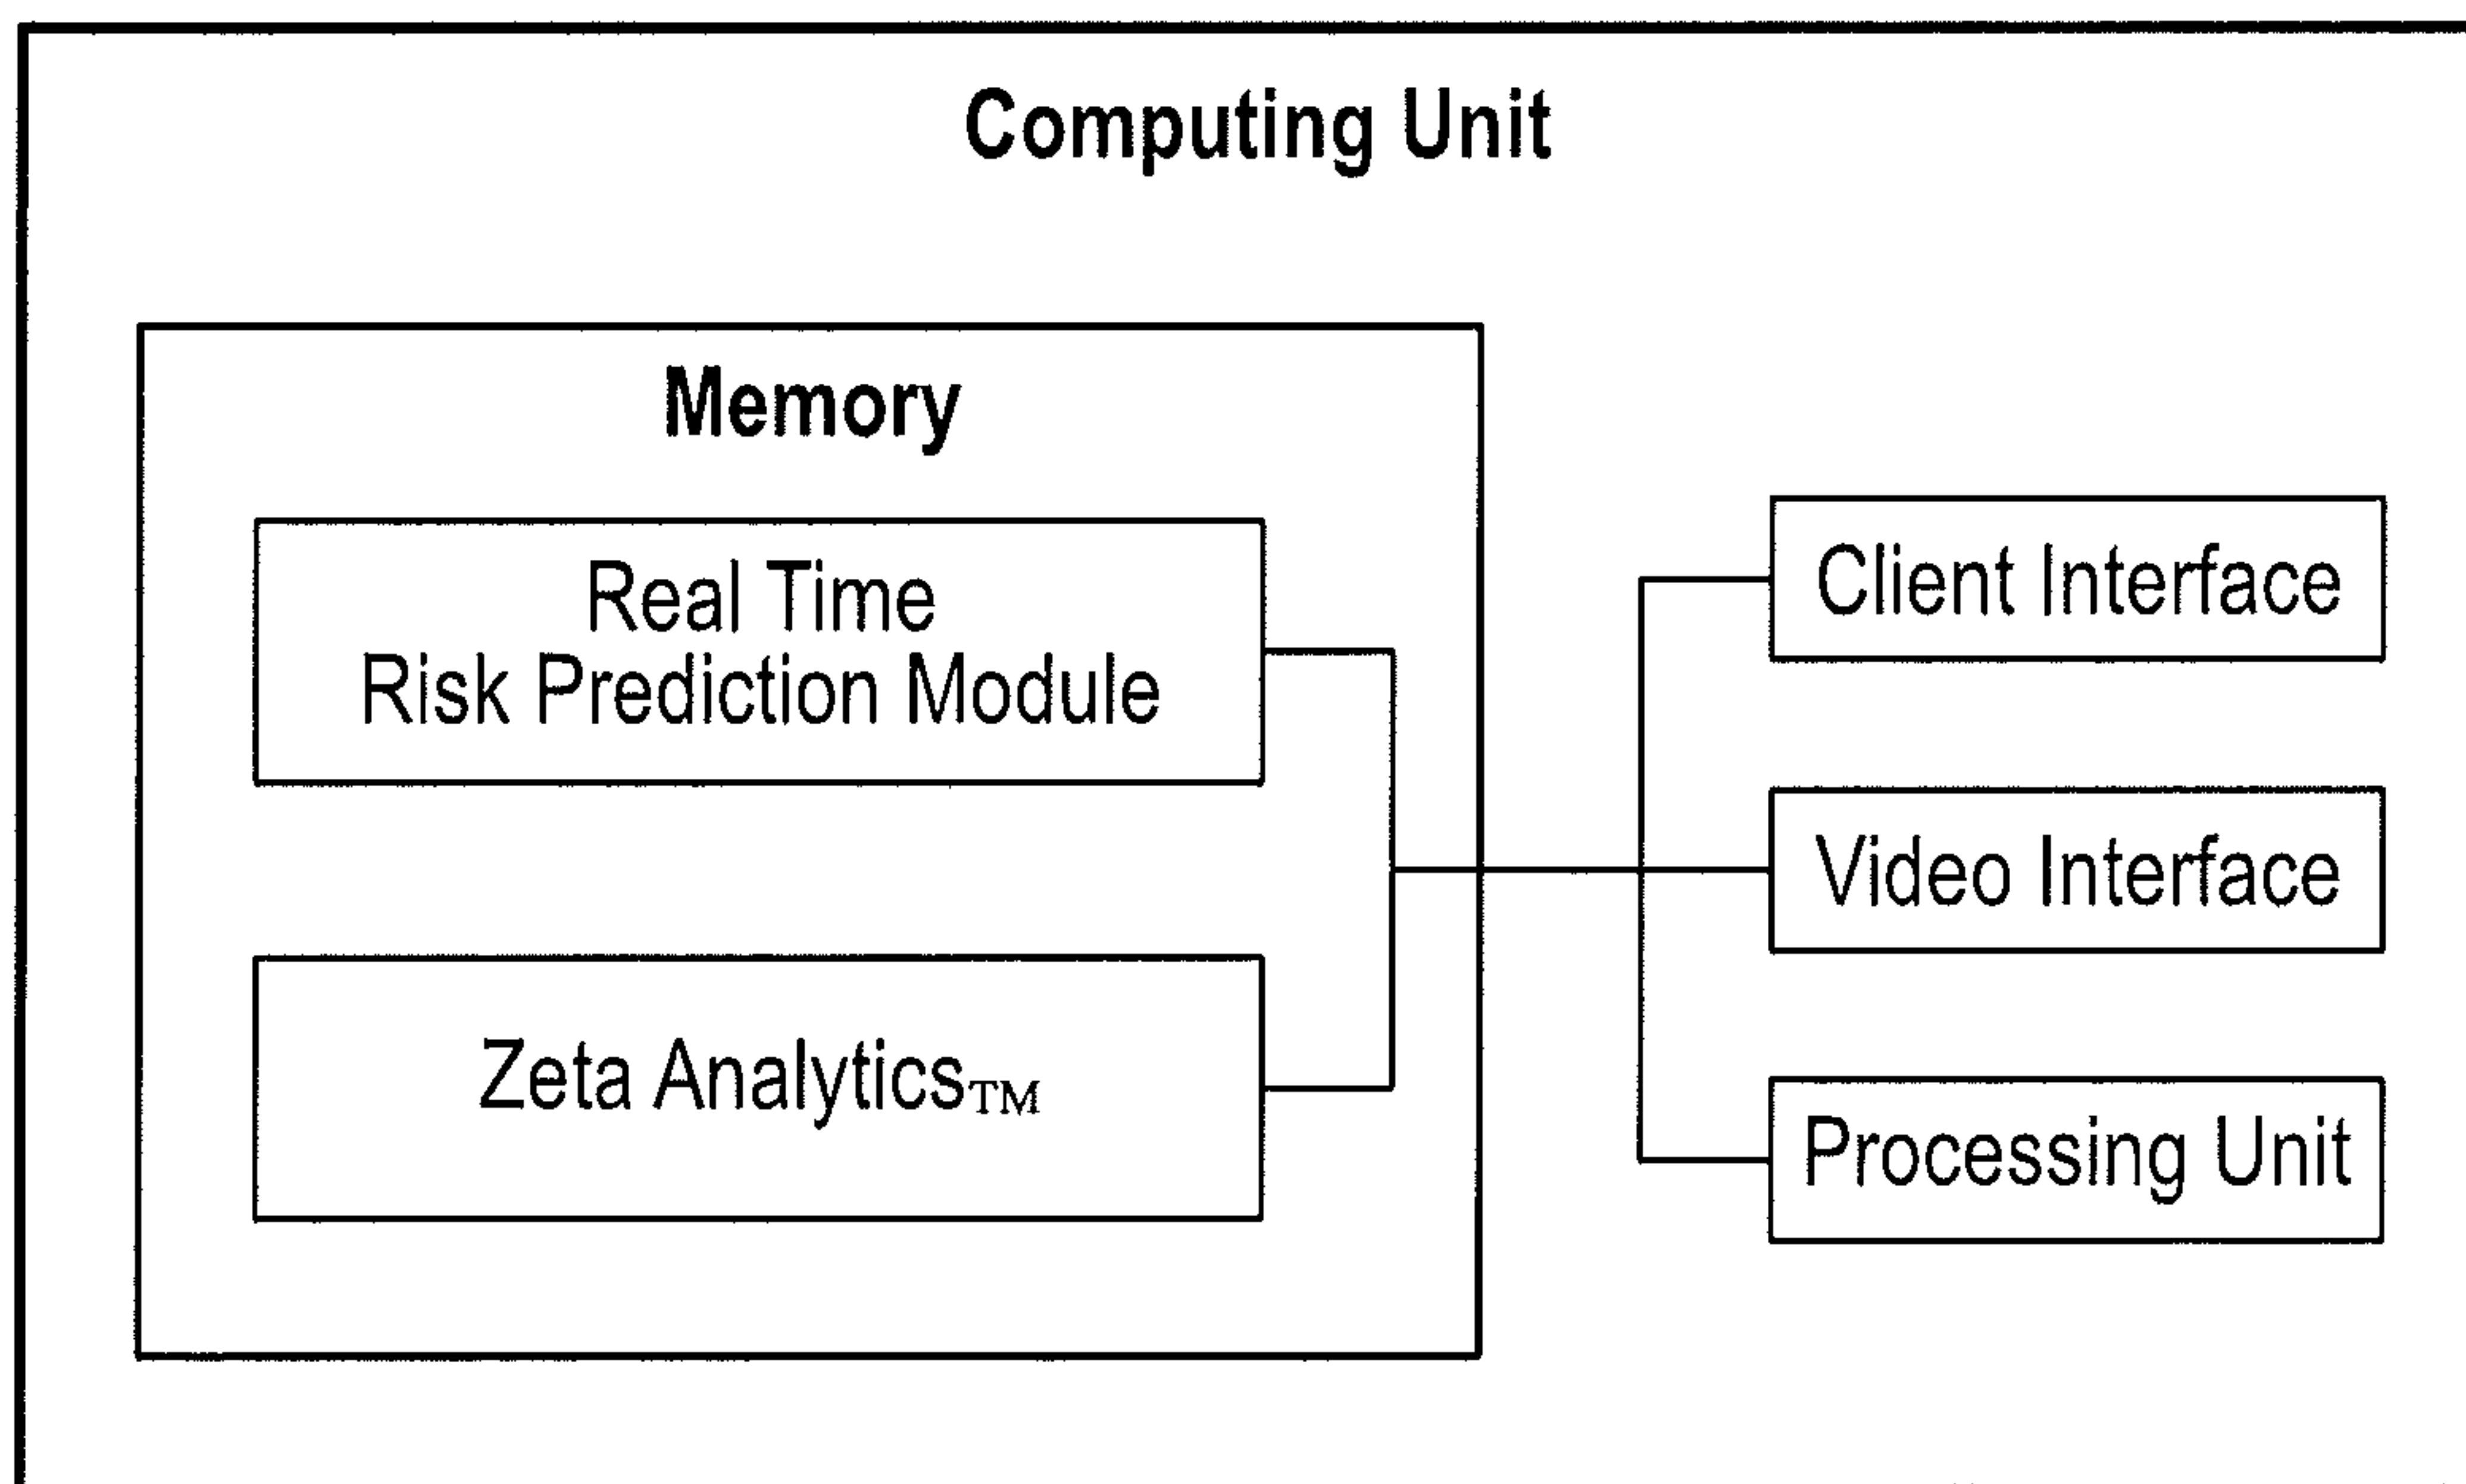 Computing Unit
Memory
Real Time
Risk Prediction Module
Zeta Analytics™
Client Interface
Video Interface
Processing Unit